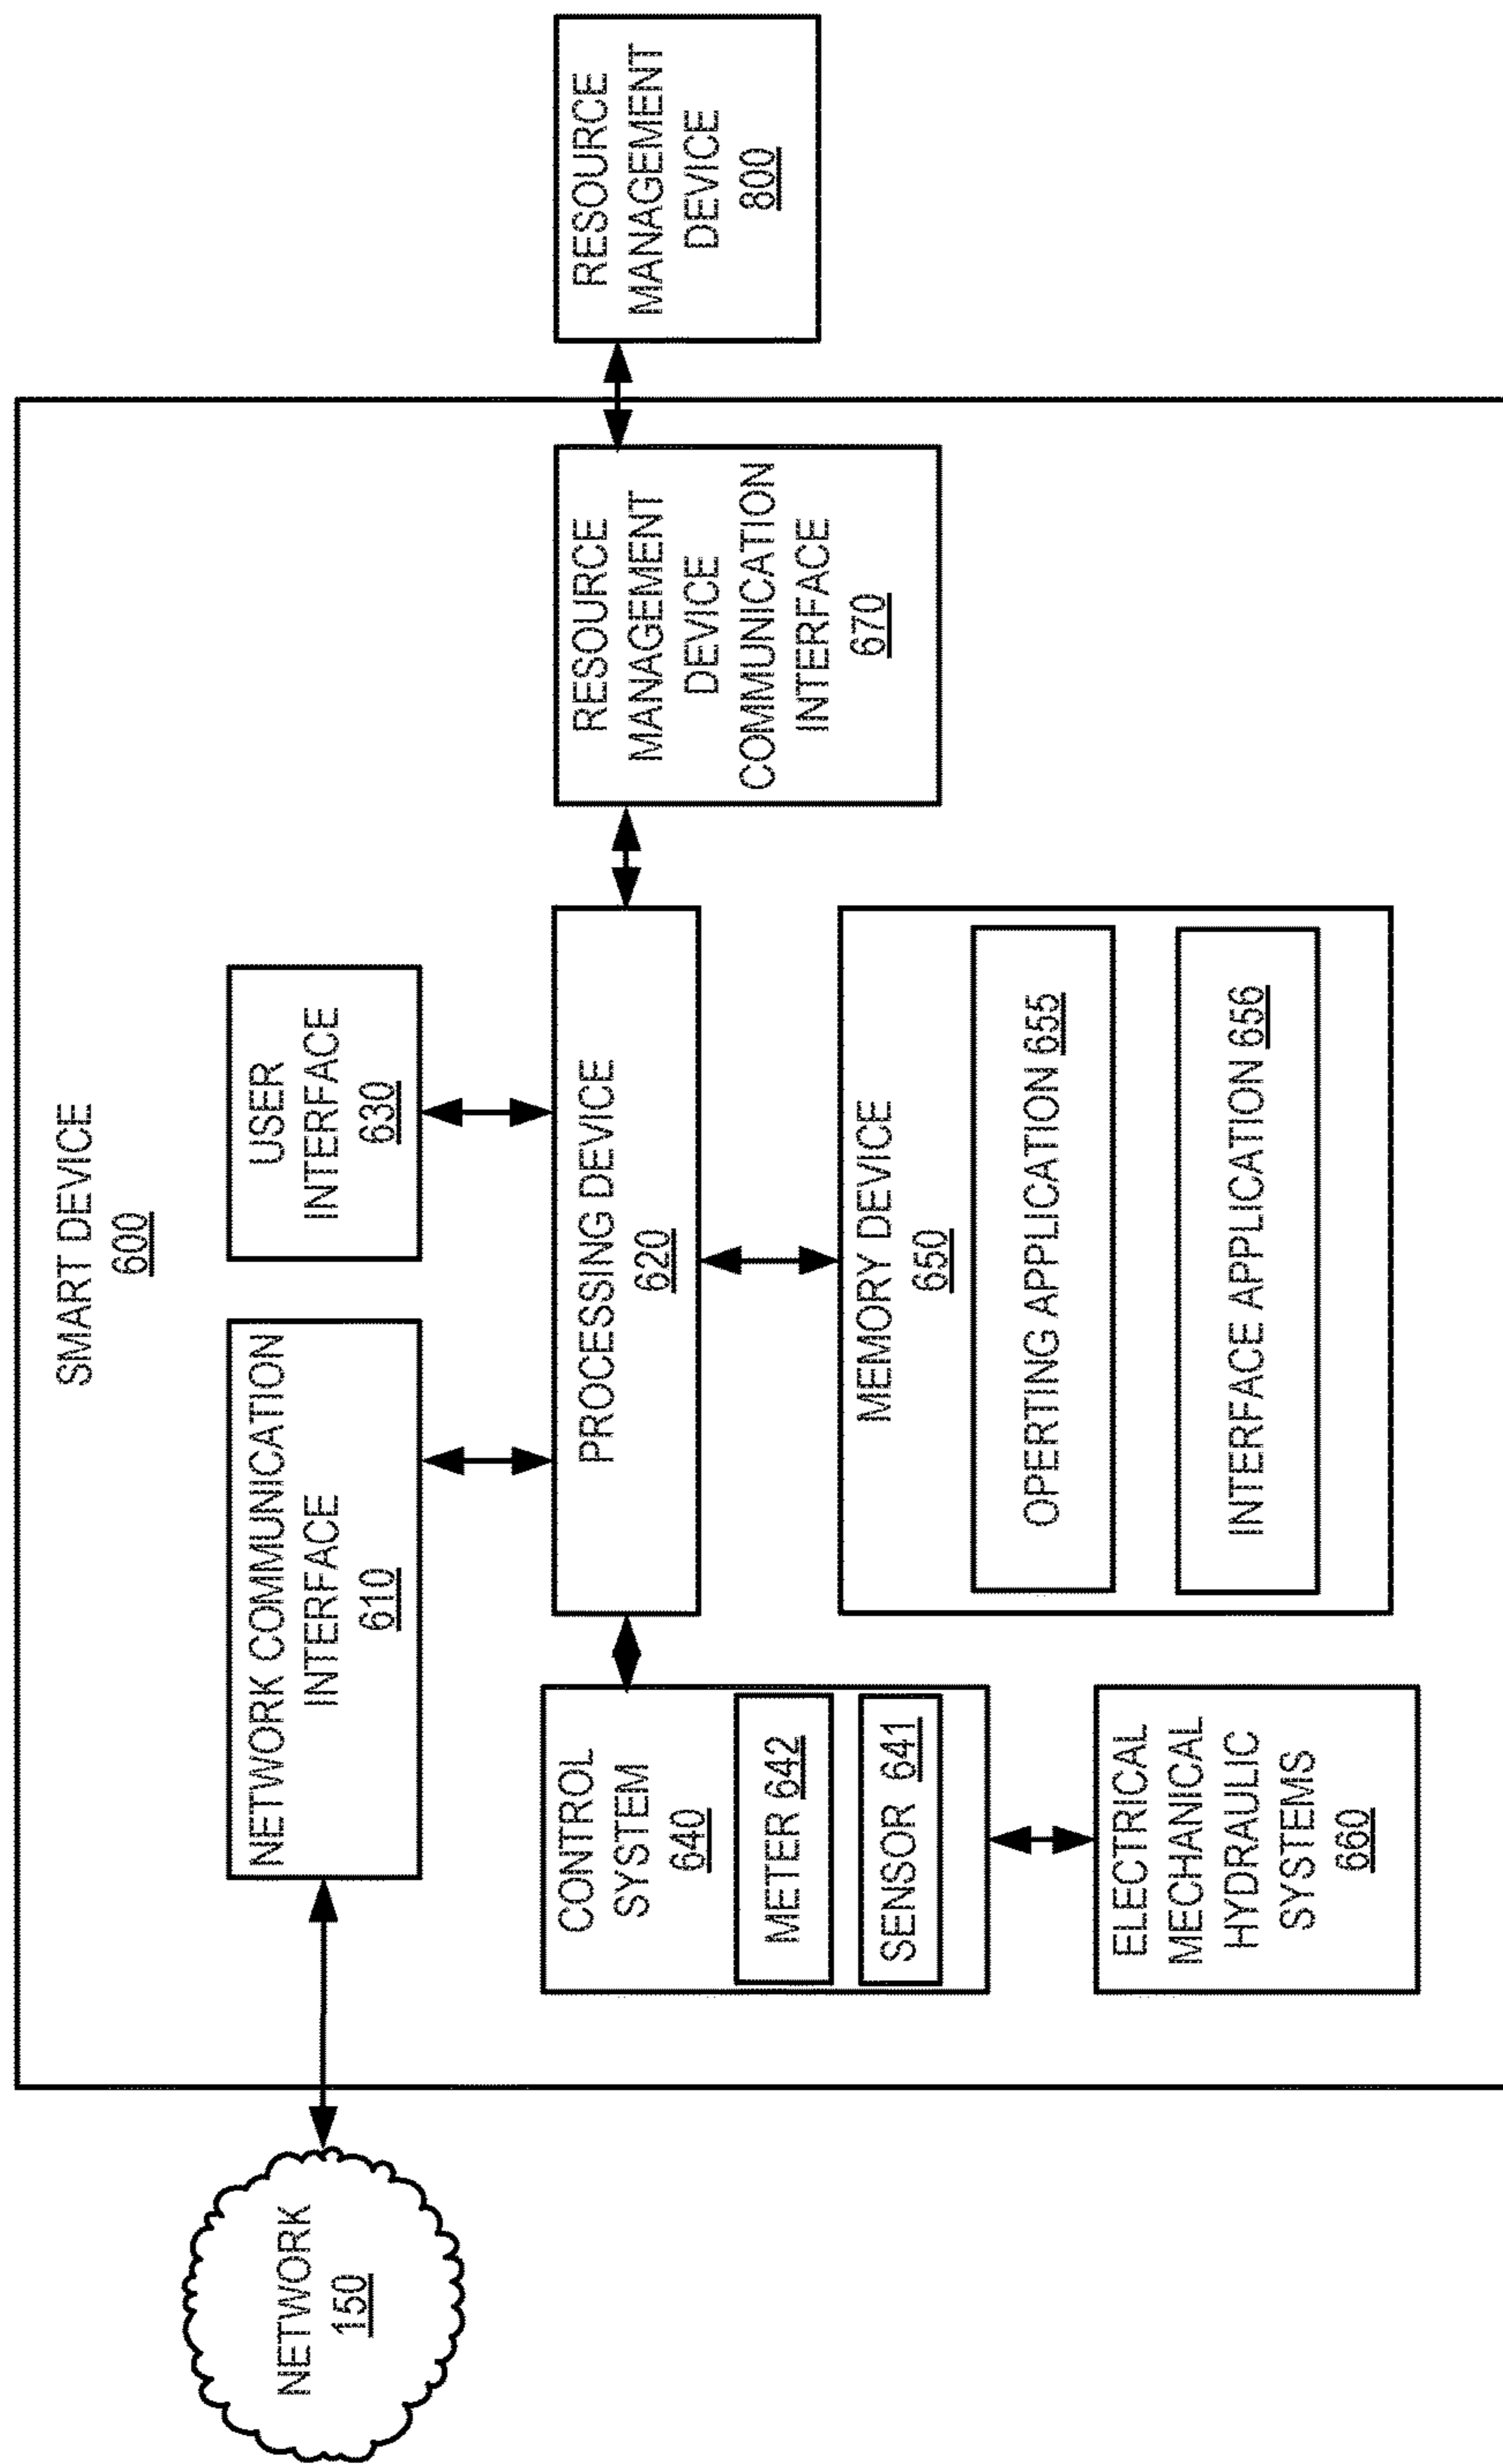 SMART DEVICE
600
NETWORK
150
NETWORK COMMUNICATION
INTERFACE
610
USER
INTERFACE
630
CONTROL
SYSTEM
640
METER 642
SENSOR 641
ELECTRICAL
MECHANICAL
HYDRAULIC
SYSTEMS
660
PROCESSING DEVICE
620
MEMORY DEVICE
650
OPERTING APPLICATION 655
INTERFACE APPLICATION 656
RESOURCE
MANAGEMENT
DEVICE
COMMUNICATION
INTERFACE
670
RESOURCE
MANAGEMENT
DEVICE
800